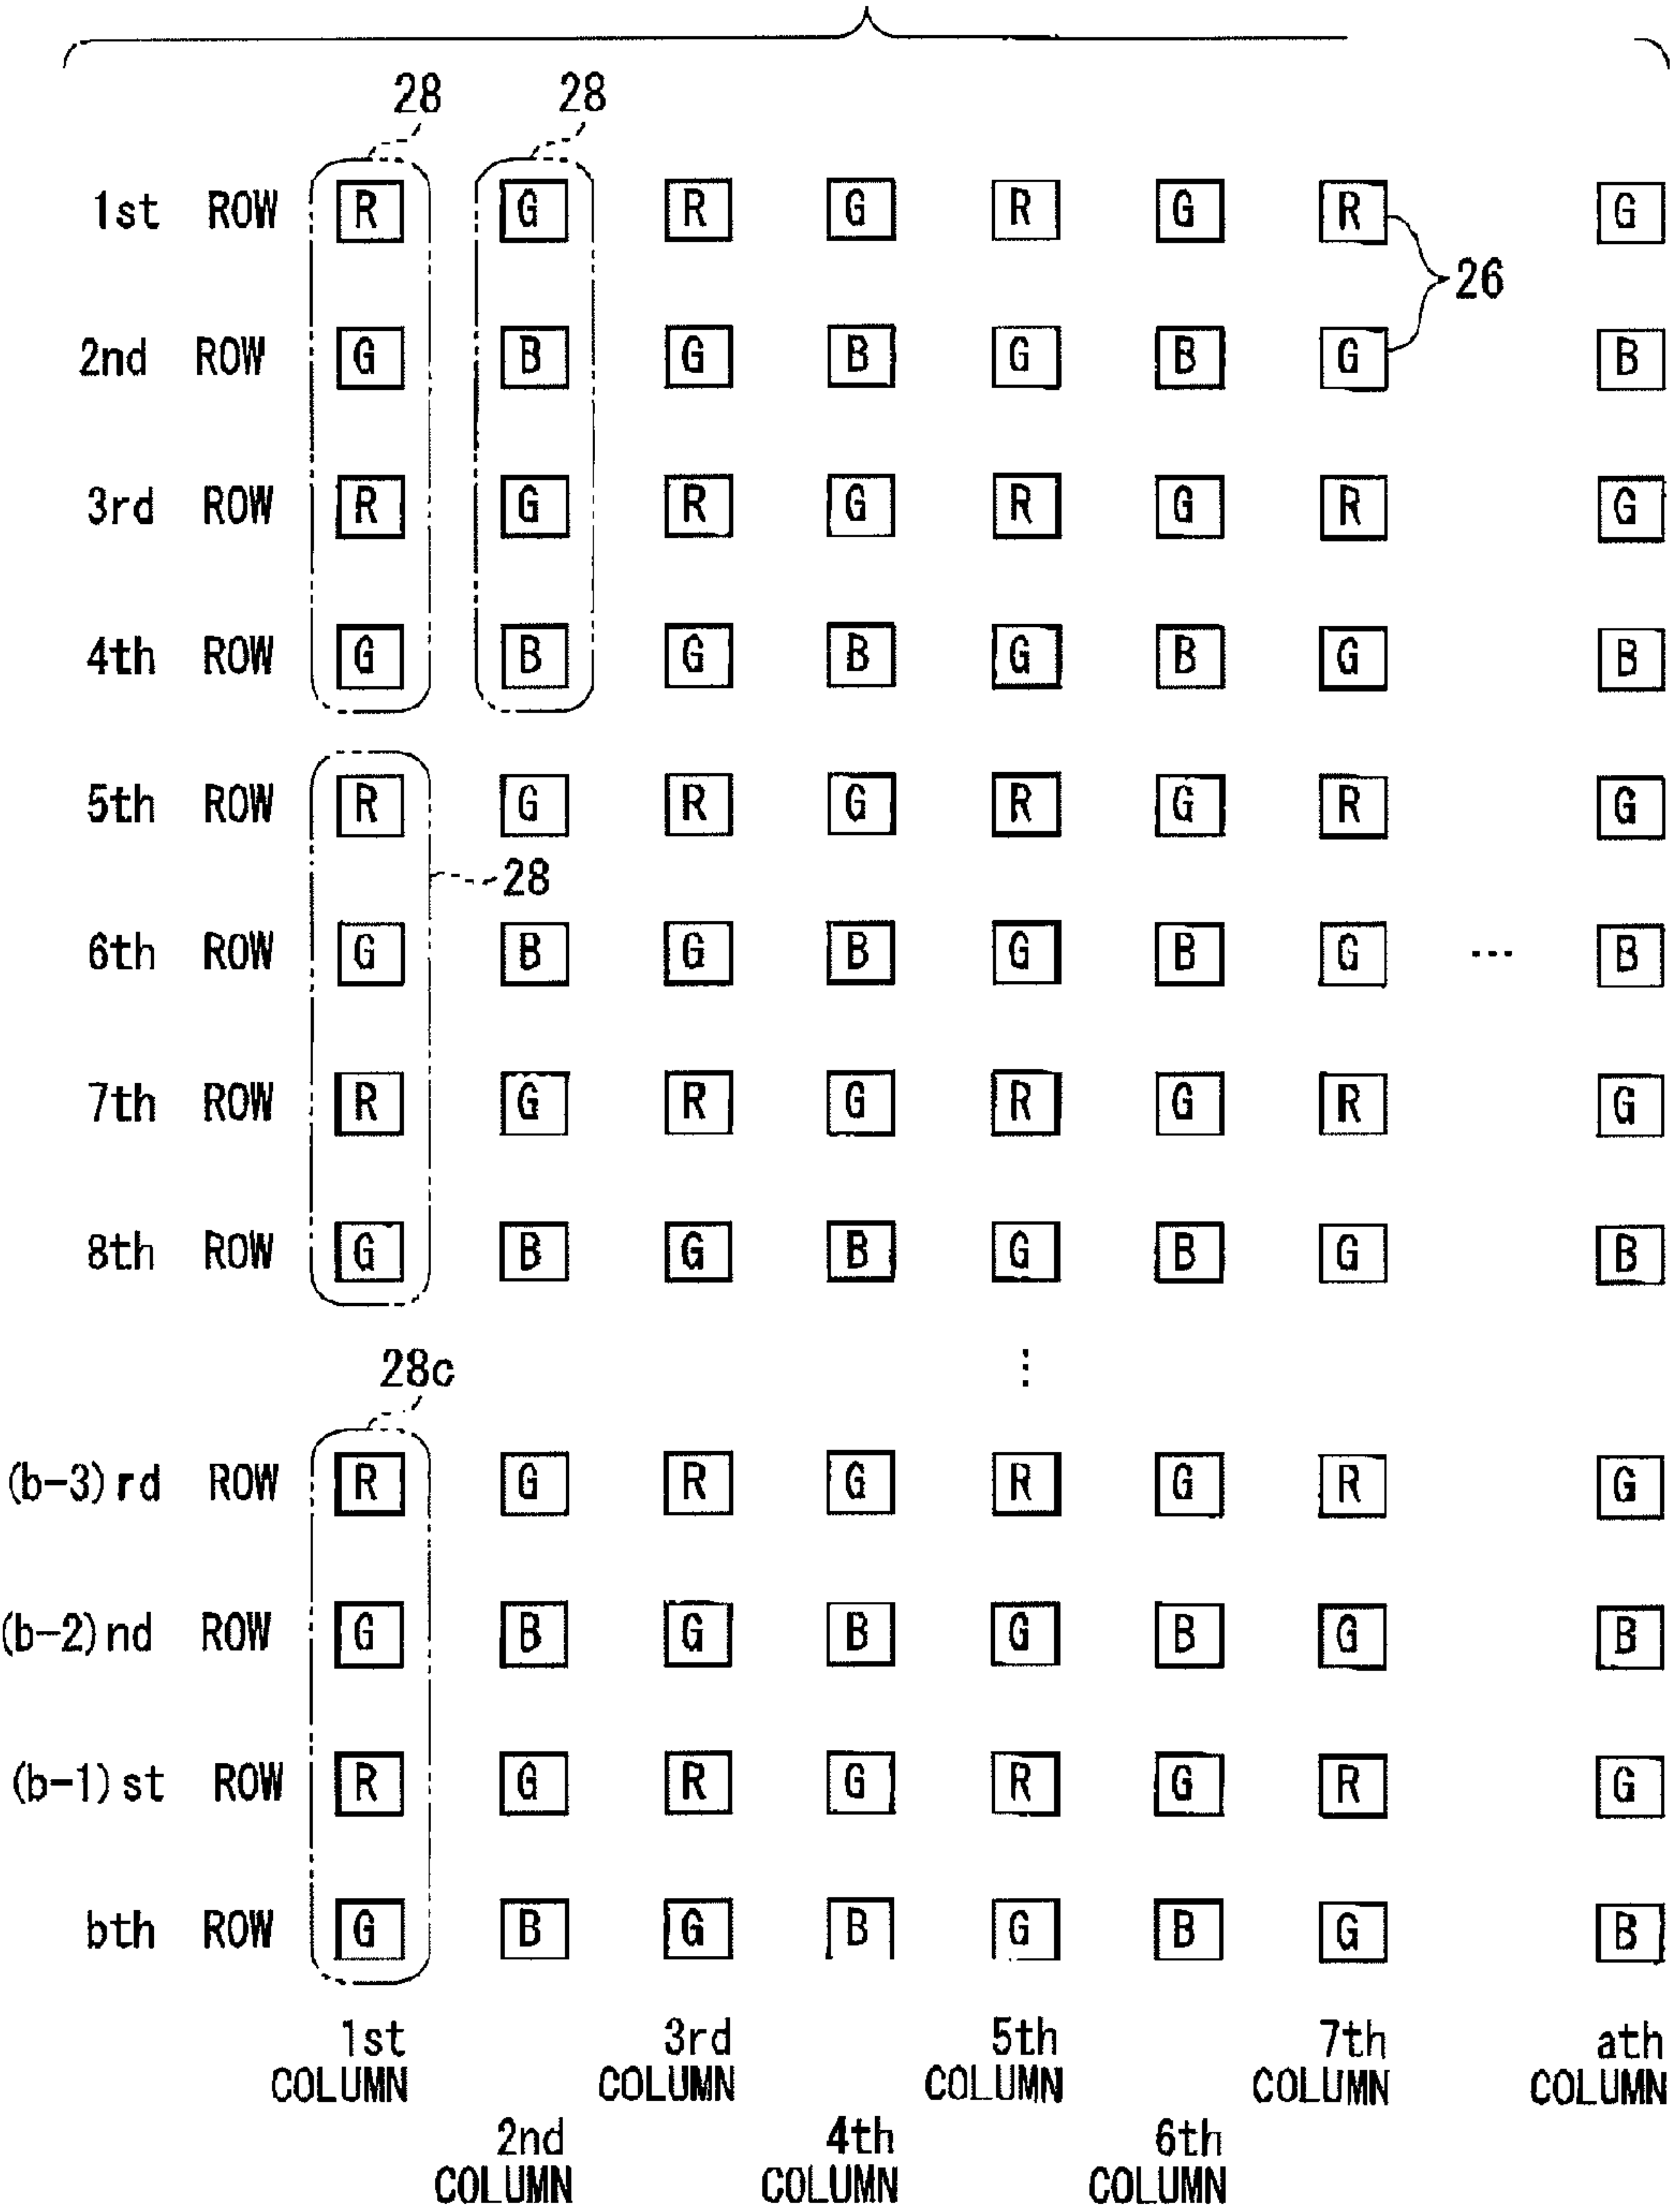 28 28
1st ROW R G R G R G R G
26
2nd ROW G B G B G B G B
3rd ROW R G R G R G R G
4th ROW G B G B G B G B
5th ROW R G R G R G R G
28
6th ROW G B G B G B G ... B
7th ROW R G R G R G R G
8th ROW G B G B G B G B
28c
(b-3)rd ROW R G R G R G R G
(b-2)nd ROW G B G B G B G B
(b-1)st ROW R G R G R G R G
bth ROW G B G B G B G B
1st 3rd 5th 7th ath
COLUMN COLUMN COLUMN COLUMN COLUMN
2nd 4th 6th
COLUMN COLUMN COLUMN